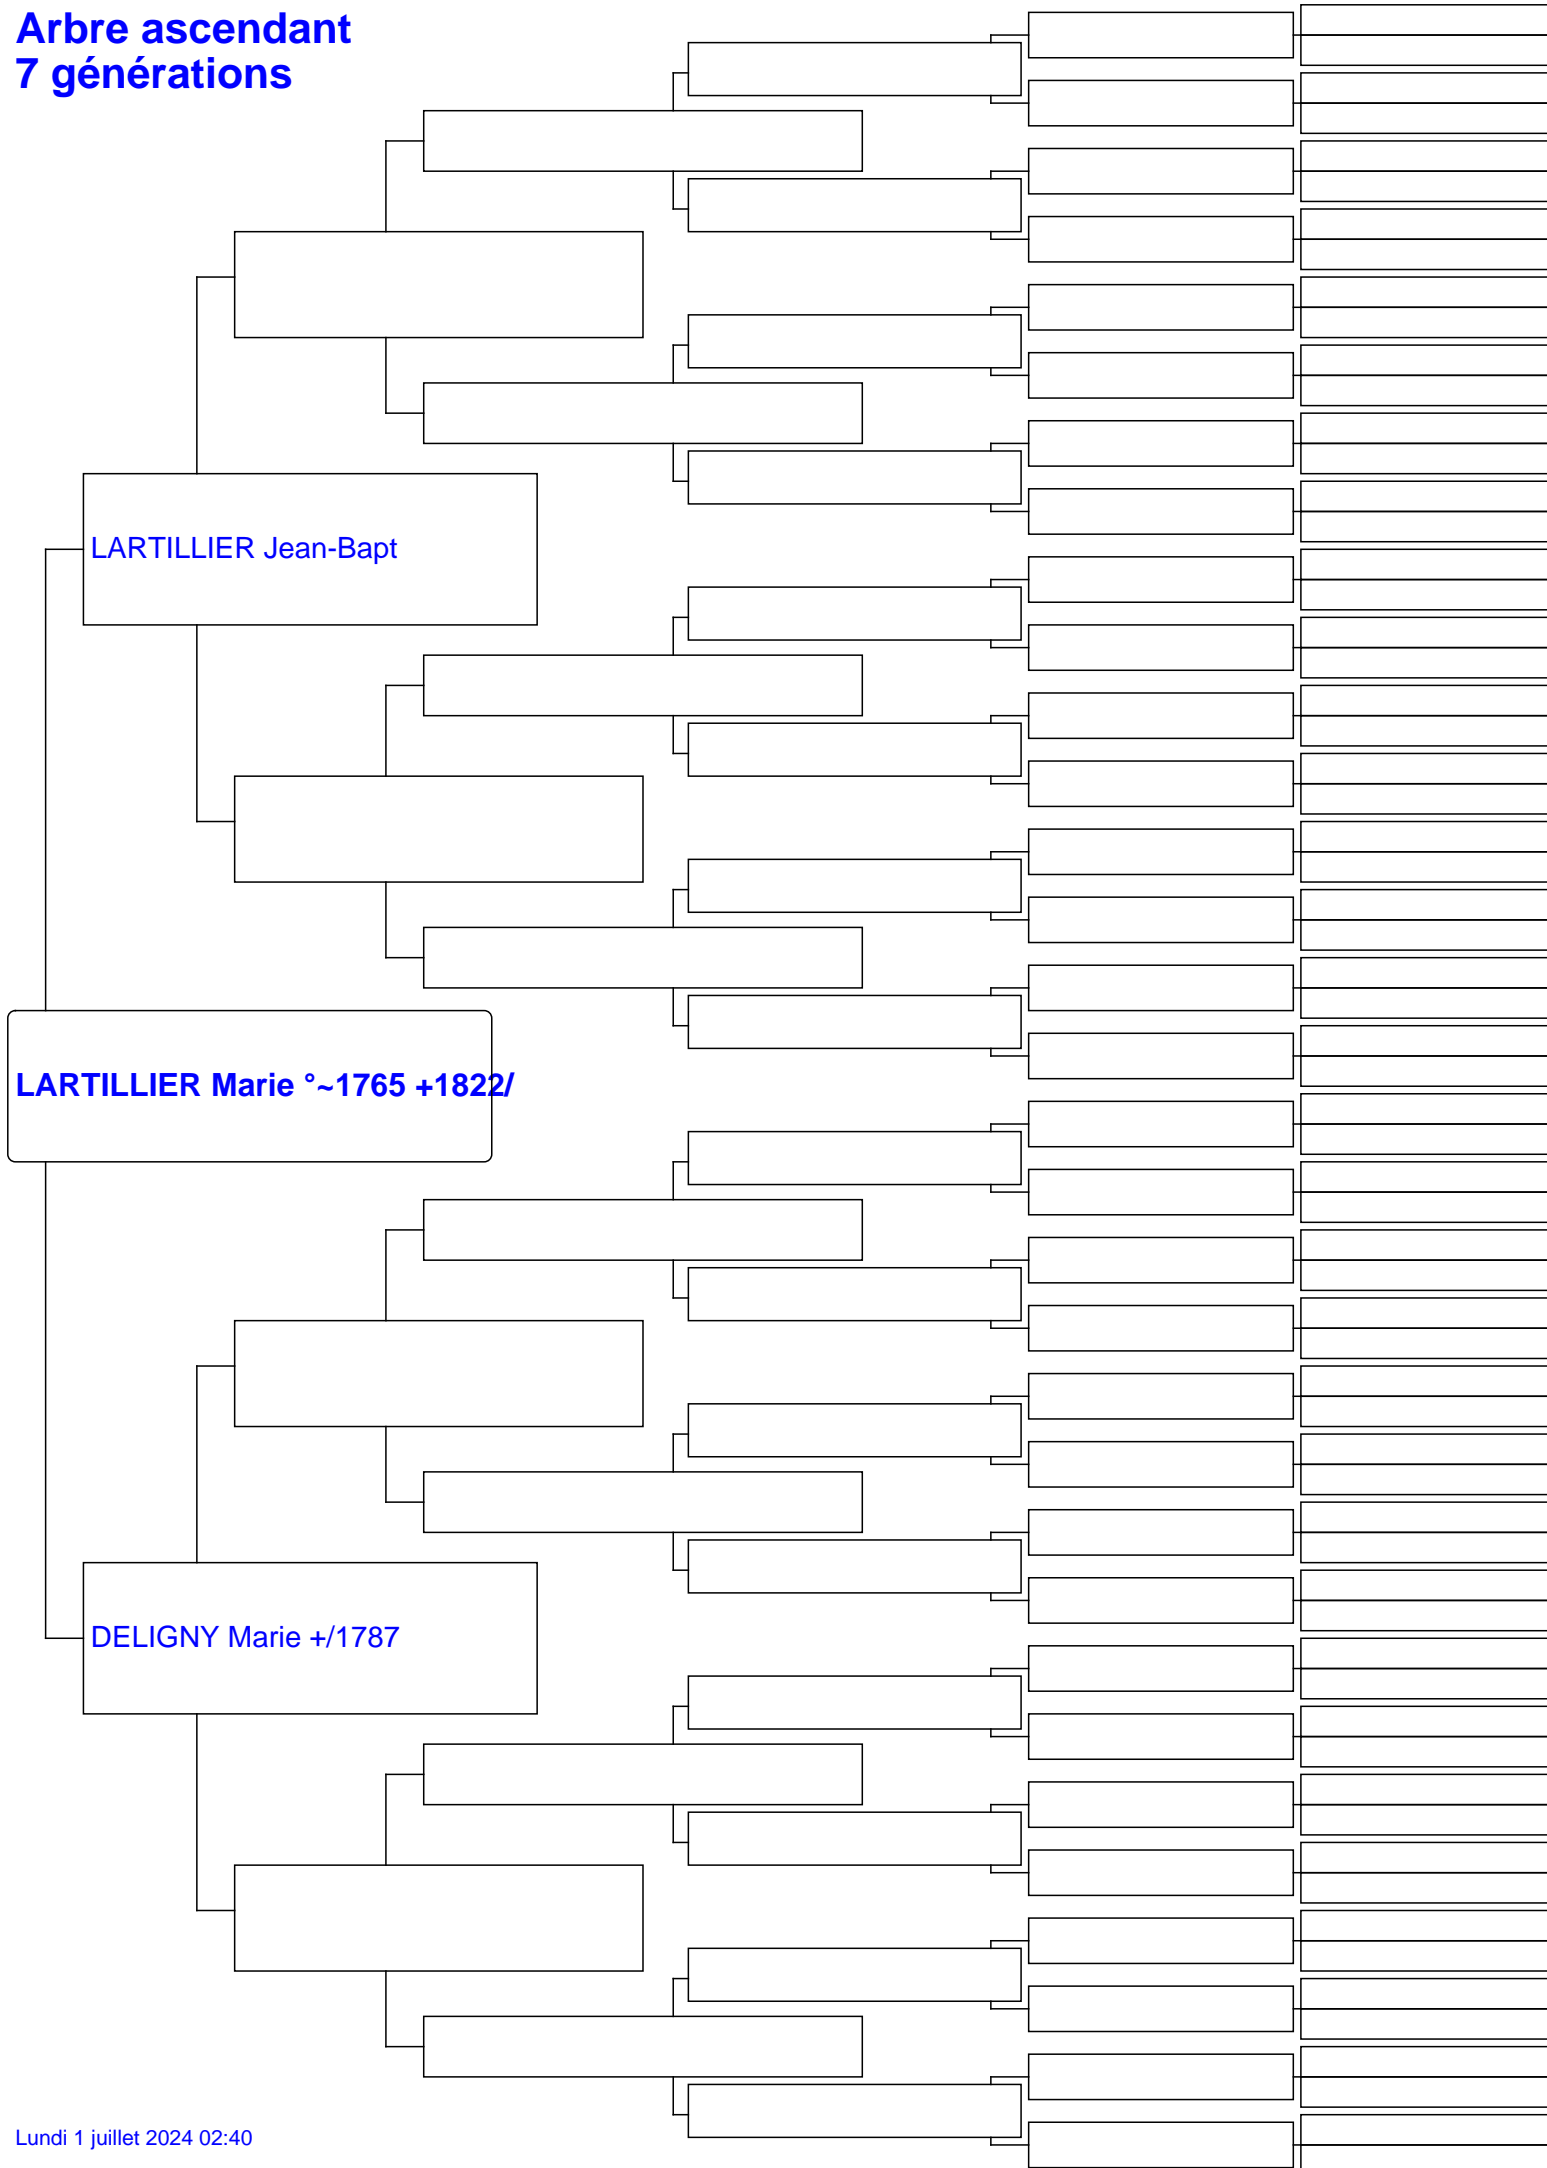 Arbre ascendant
7 générations
LARTILLIER Jean-Bapt
LARTILLIER Marie °~1765 +1822/
DELIGNY Marie +/1787
Lundi 1 juillet 2024 02:40